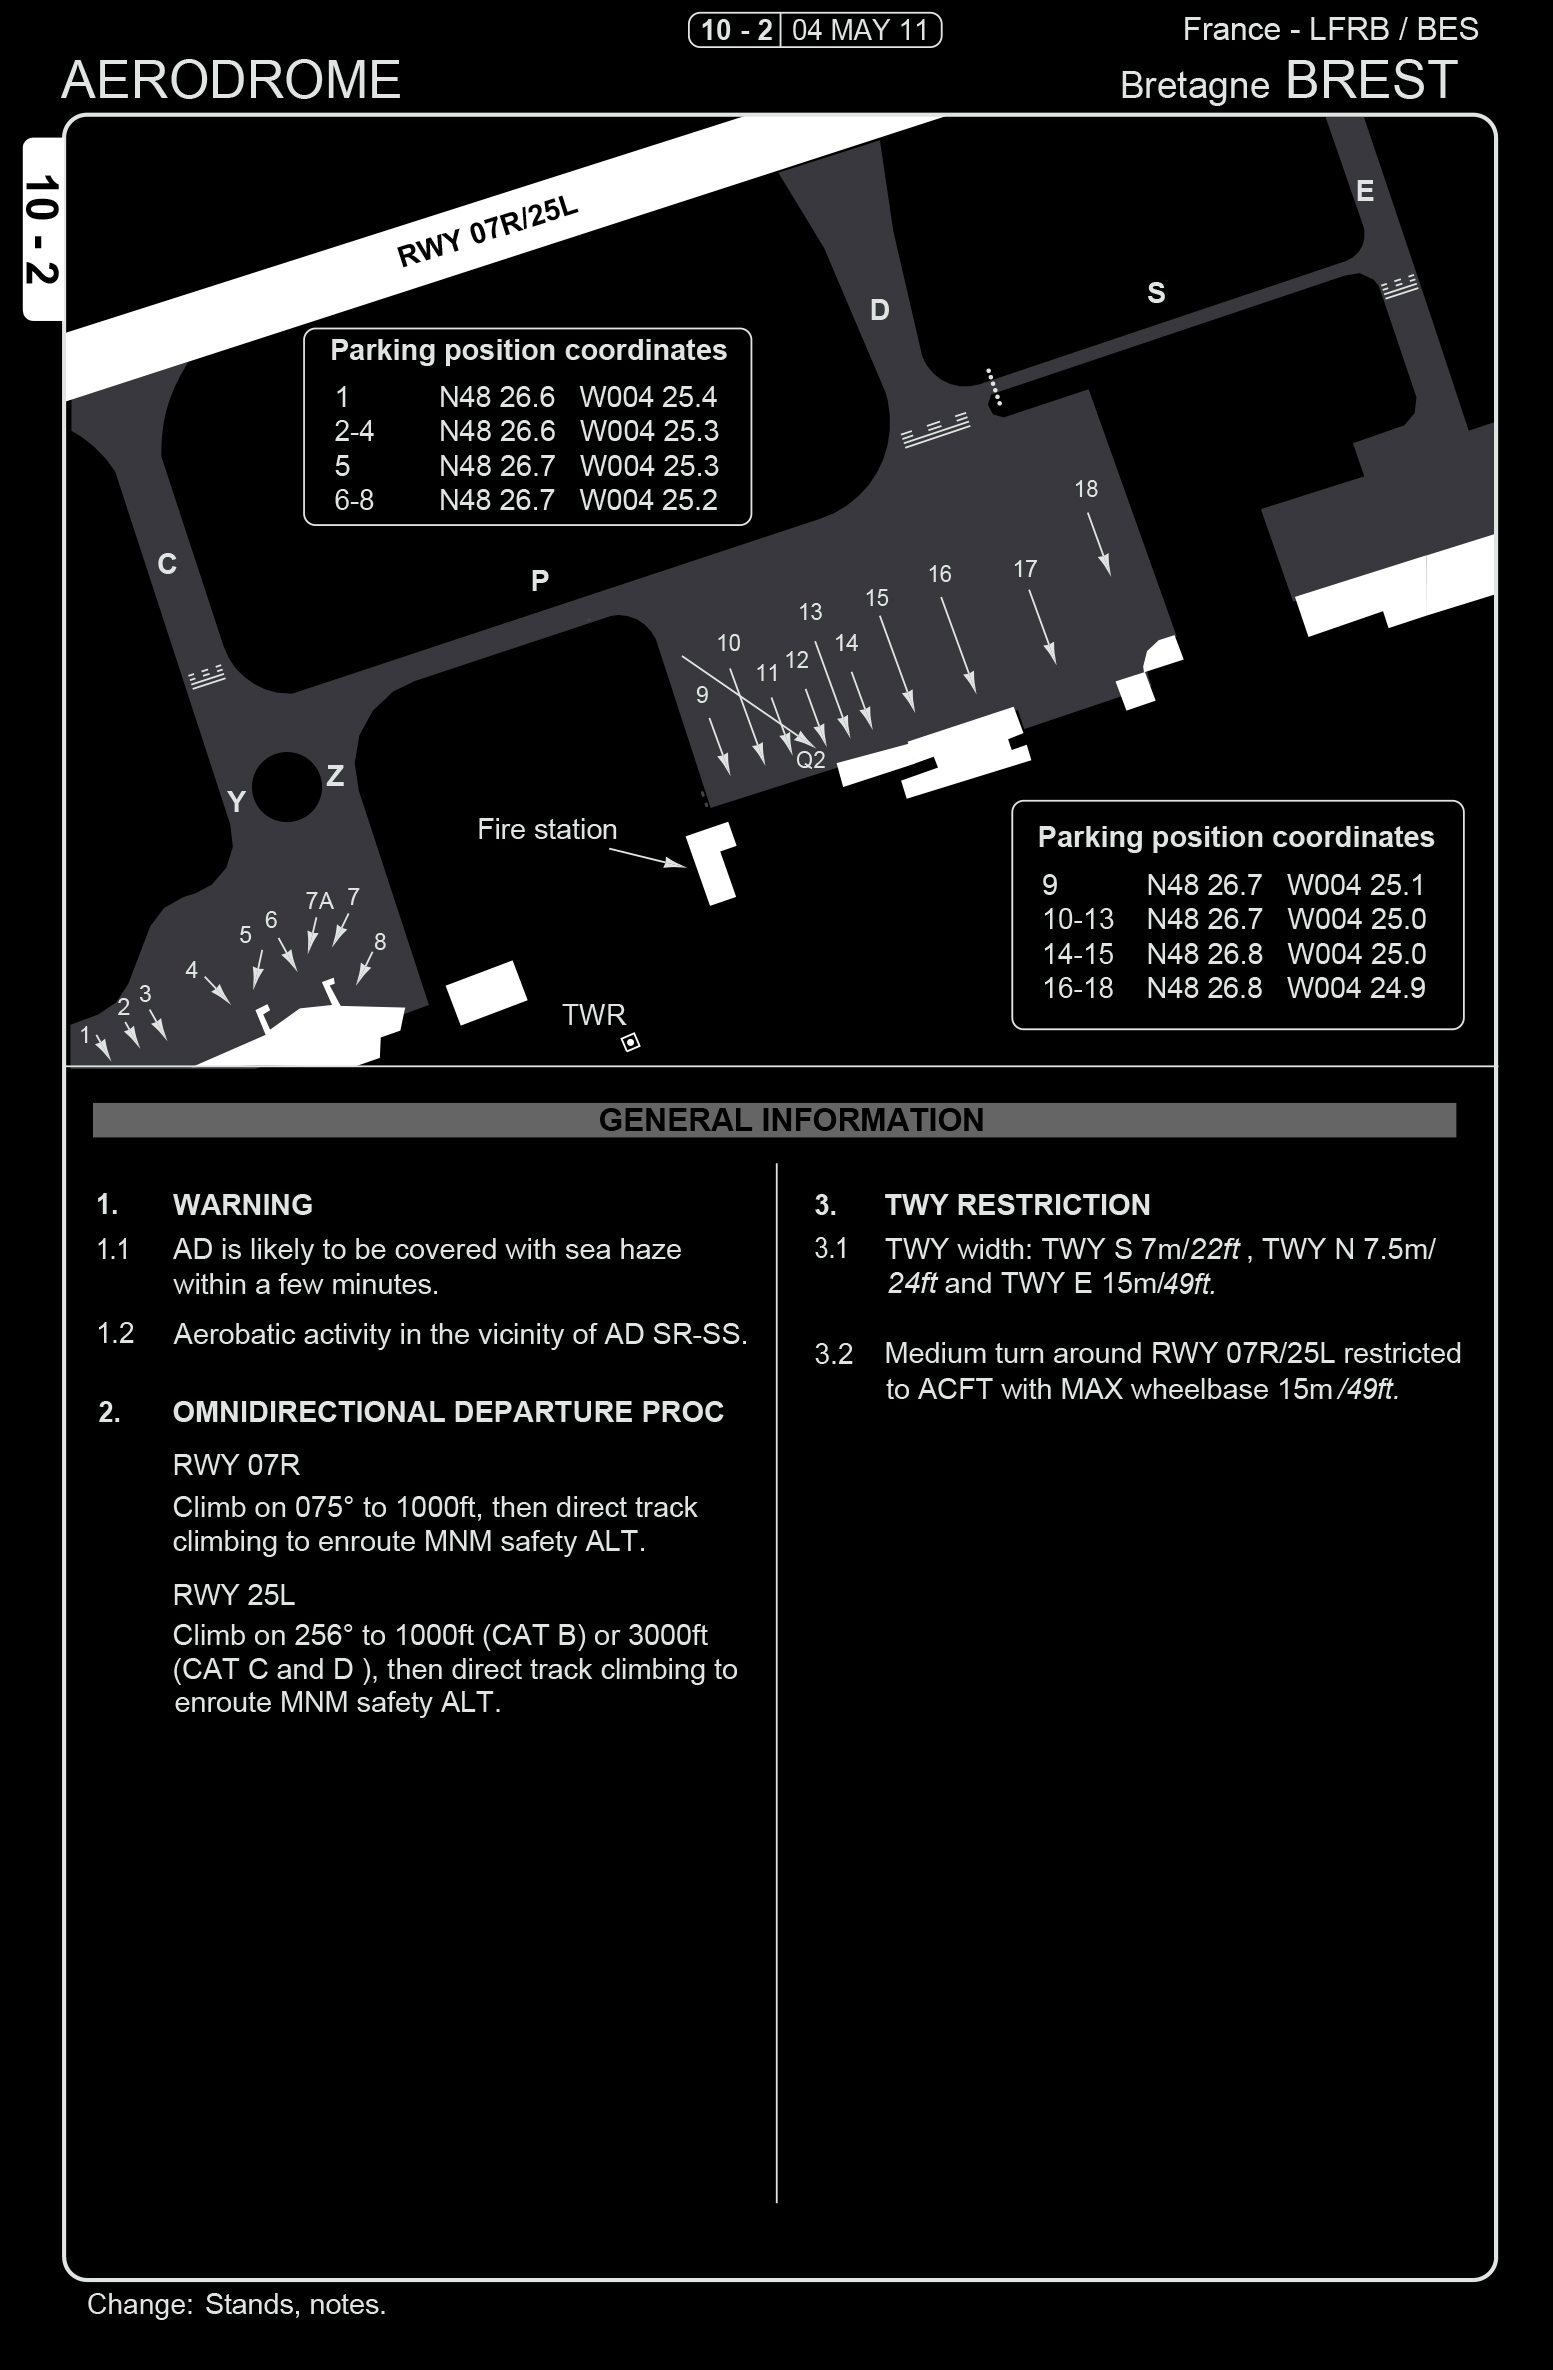 10 - 2 04 MAY 11
France - LFRB / BES
AERODROME
Bretagne BREST
10 - 2
RWY 07R/25L
E
D
S
Parking position coordinates
1 N48 26.6 W004 25.4
2-4 N48 26.6 W004 25.3
5 N48 26.7 W004 25.3
6-8 N48 26.7 W004 25.2
C
P
18
17
16
15
13
14
10
12
11
9
Q2
Z
Y
Fire station
Parking position coordinates
9 N48 26.7 W004 25.1
10-13 N48 26.7 W004 25.0
14-15 N48 26.8 W004 25.0
16-18 N48 26.8 W004 24.9
7A
7
6
5
8
4
3
2
1
TWR
GENERAL INFORMATION
1. WARNING
1.1 AD is likely to be covered with sea haze
within a few minutes.
1.2 Aerobatic activity in the vicinity of AD SR-SS.
2. OMNIDIRECTIONAL DEPARTURE PROC
RWY 07R
Climb on 075° to 1000ft, then direct track
climbing to enroute MNM safety ALT.
RWY 25L
Climb on 256° to 1000ft (CAT B) or 3000ft
(CAT C and D ), then direct track climbing to
enroute MNM safety ALT.
3. TWY RESTRICTION
3.1 TWY width: TWY S 7m/22ft , TWY N 7.5m/
24ft and TWY E 15m/49ft.
3.2 Medium turn around RWY 07R/25L restricted
to ACFT with MAX wheelbase 15m /49ft.
Change: Stands, notes.